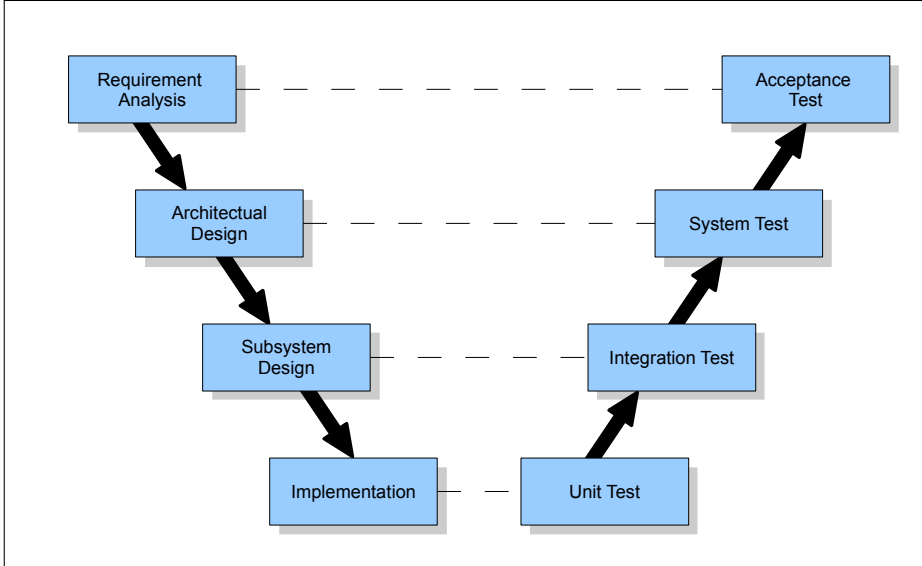 Requirement
Analysis
Acceptance
Test
Architectual
Design
System Test
Subsystem
Design
Integration Test
Implementation
Unit Test